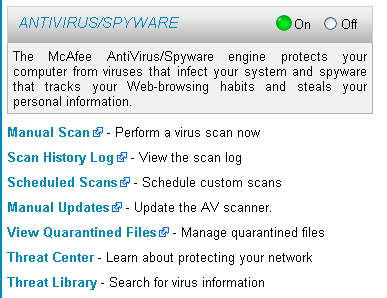 ANTIVIRUS/SPYWARE On Off
The McAfee AntiVirus/Spyware engine protects your
computer from viruses that infect your system and spyware
that tracks your Web-browsing habits and steals your
personal information.
Manual Scan - Perform a virus scan now
Scan History Log - View the scan log
Scheduled Scans - Schedule custom scans
Manual Updates - Update the AV scanner.
View Quarantined Files - Manage quarantined files
Threat Center - Learn about protecting your network
Threat Library - Search for virus information